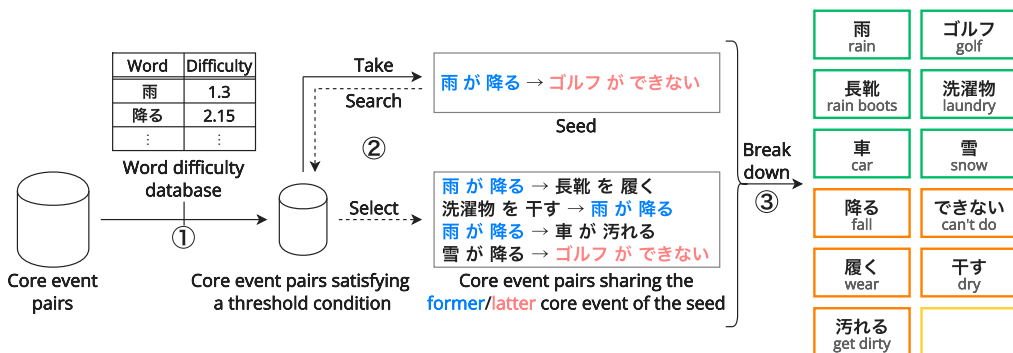 Word Difficulty
雨 1.3
降る 2.15
⋮ ⋮
Word difficulty
database
Core event
pairs
①
Core event pairs satisfying
a threshold condition
Take
Search
②
Select
雨 が 降る → ゴルフ が できない
Seed
雨 が 降る → 長靴 を 履く
洗濯物 を 干す → 雨 が 降る
雨 が 降る → 車 が 汚れる
雪 が 降る → ゴルフ が できない
Core event pairs sharing the
former/latter core event of the seed
Break
down
③
雨
rain
ゴルフ
golf
長靴
rain boots
洗濯物
laundry
車
car
雪
snow
降る
fall
できない
can't do
履く
wear
干す
dry
汚れる
get dirty